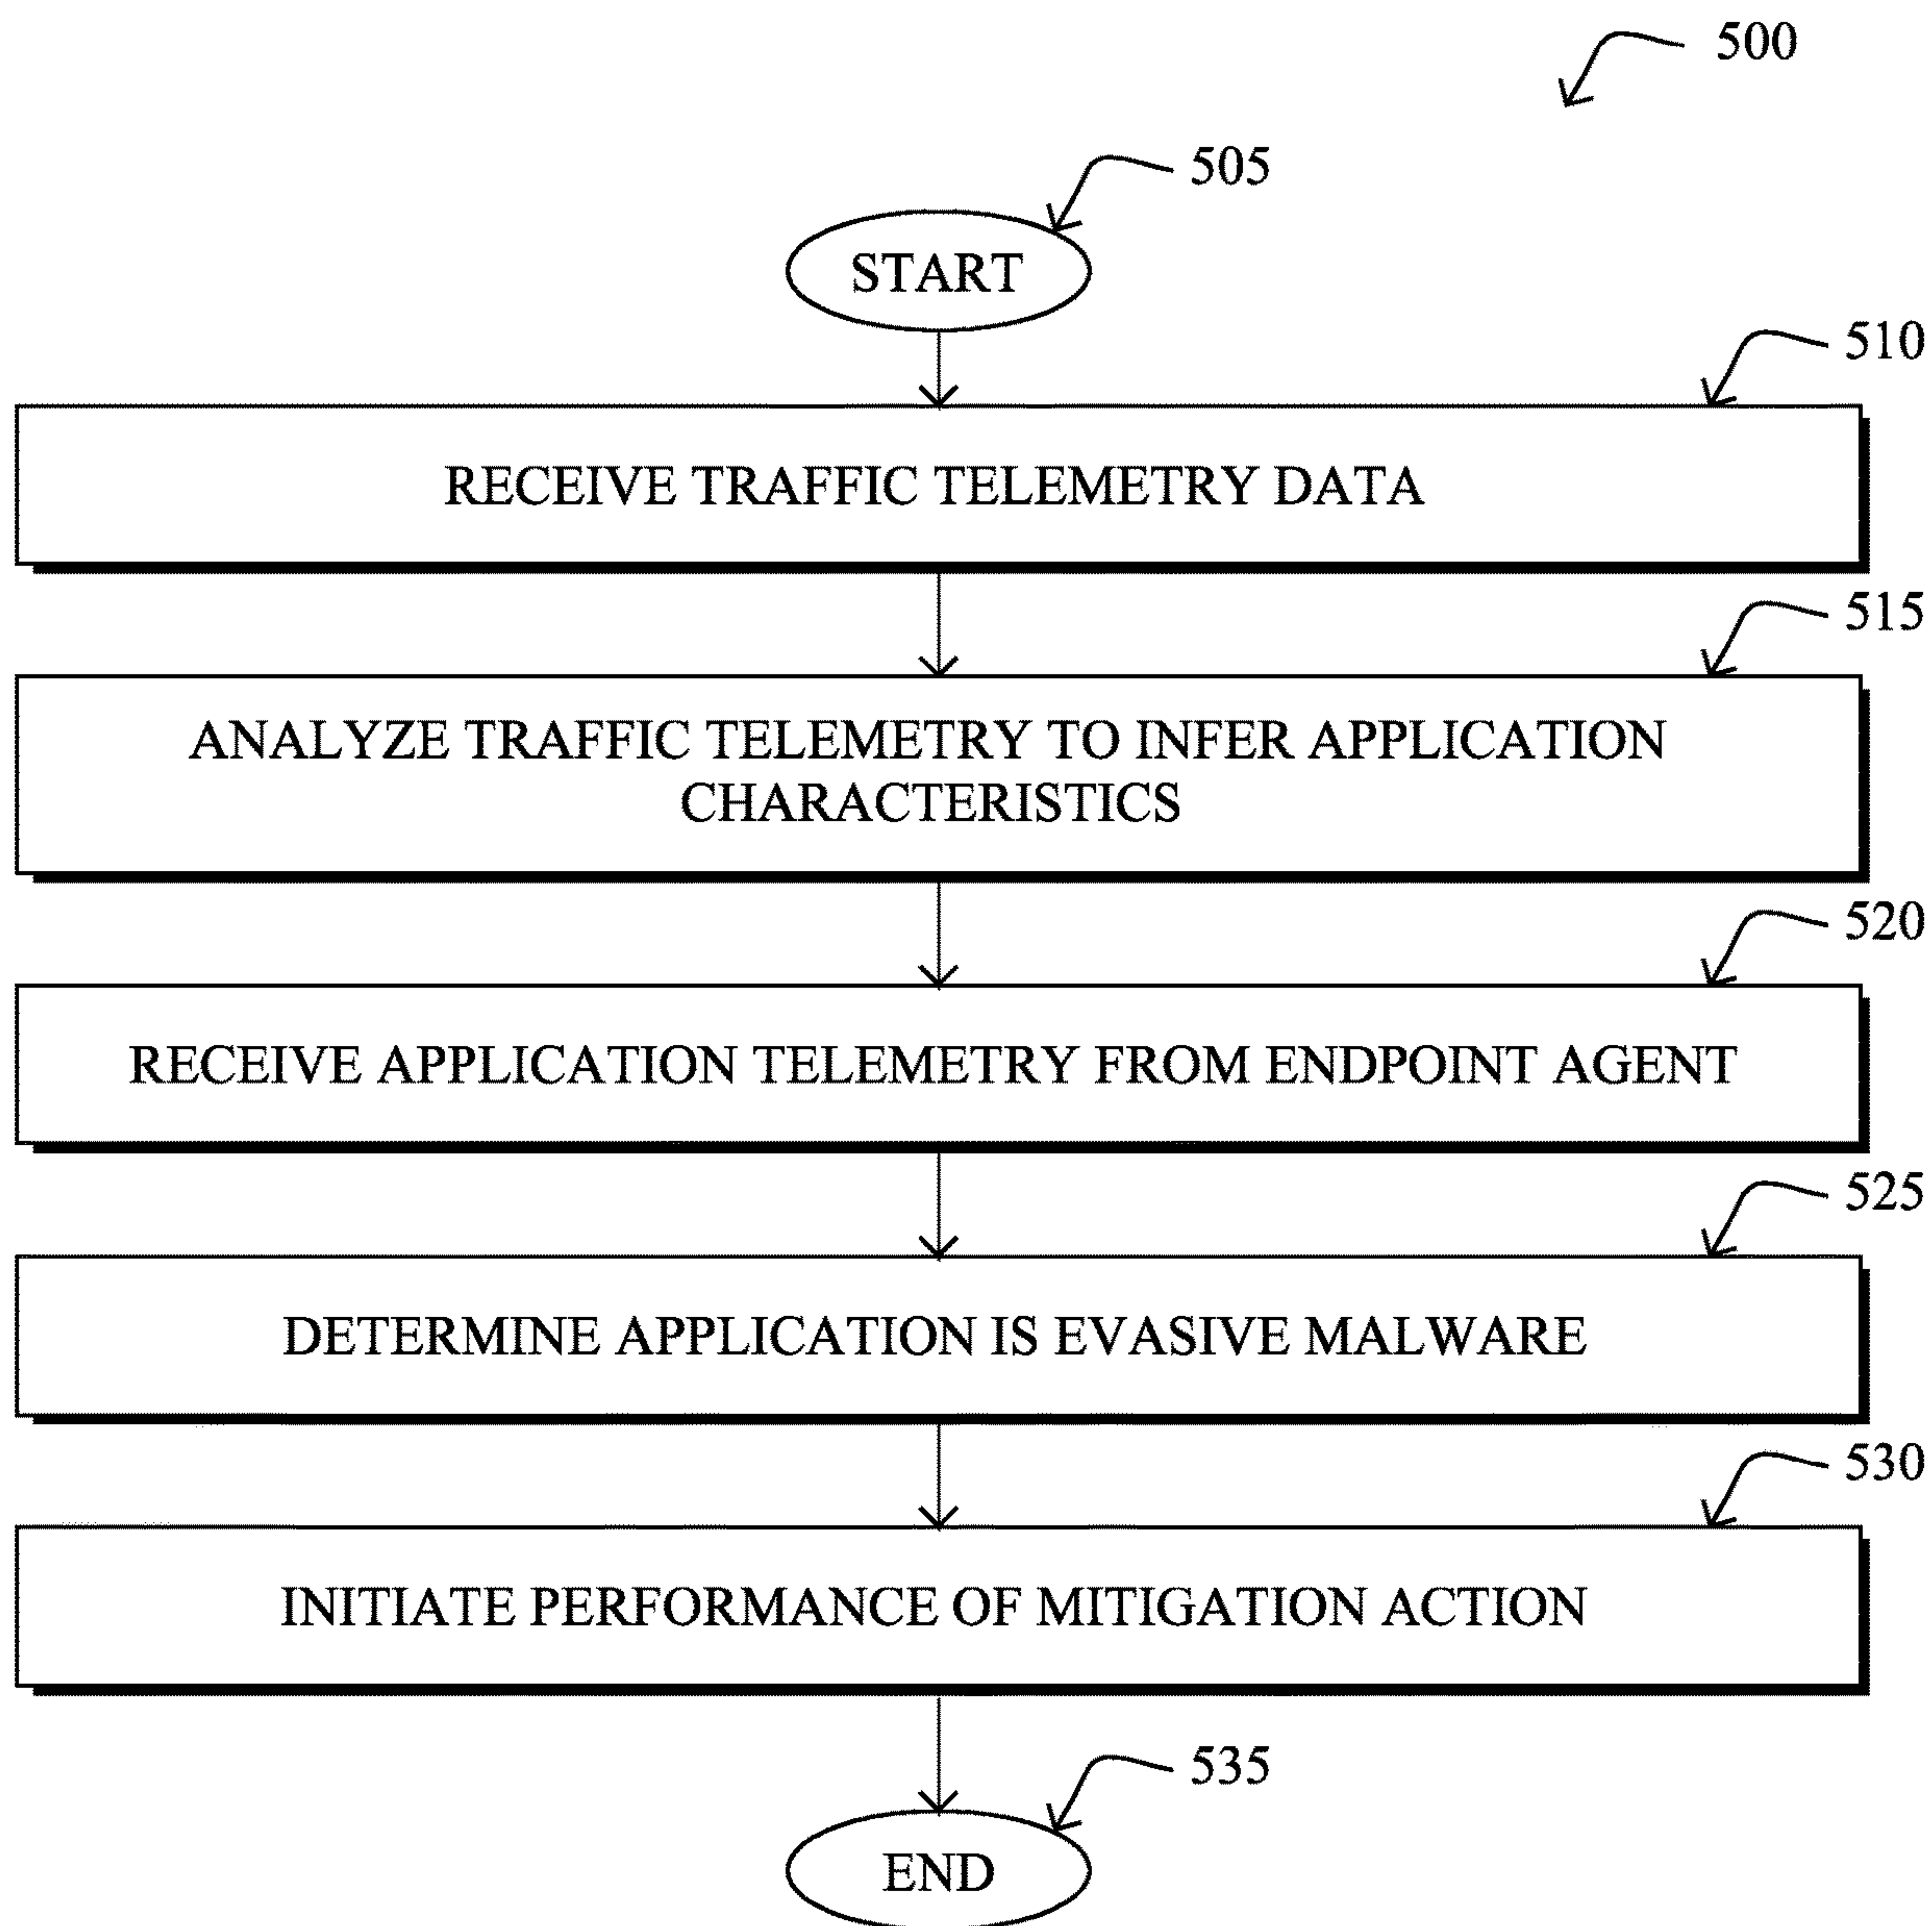 500
505
START
510
RECEIVE TRAFFIC TELEMETRY DATA
515
ANALYZE TRAFFIC TELEMETRY TO INFER APPLICATION
CHARACTERISTICS
520
RECEIVE APPLICATION TELEMETRY FROM ENDPOINT AGENT
525
DETERMINE APPLICATION IS EVASIVE MALWARE
530
INITIATE PERFORMANCE OF MITIGATION ACTION
535
END